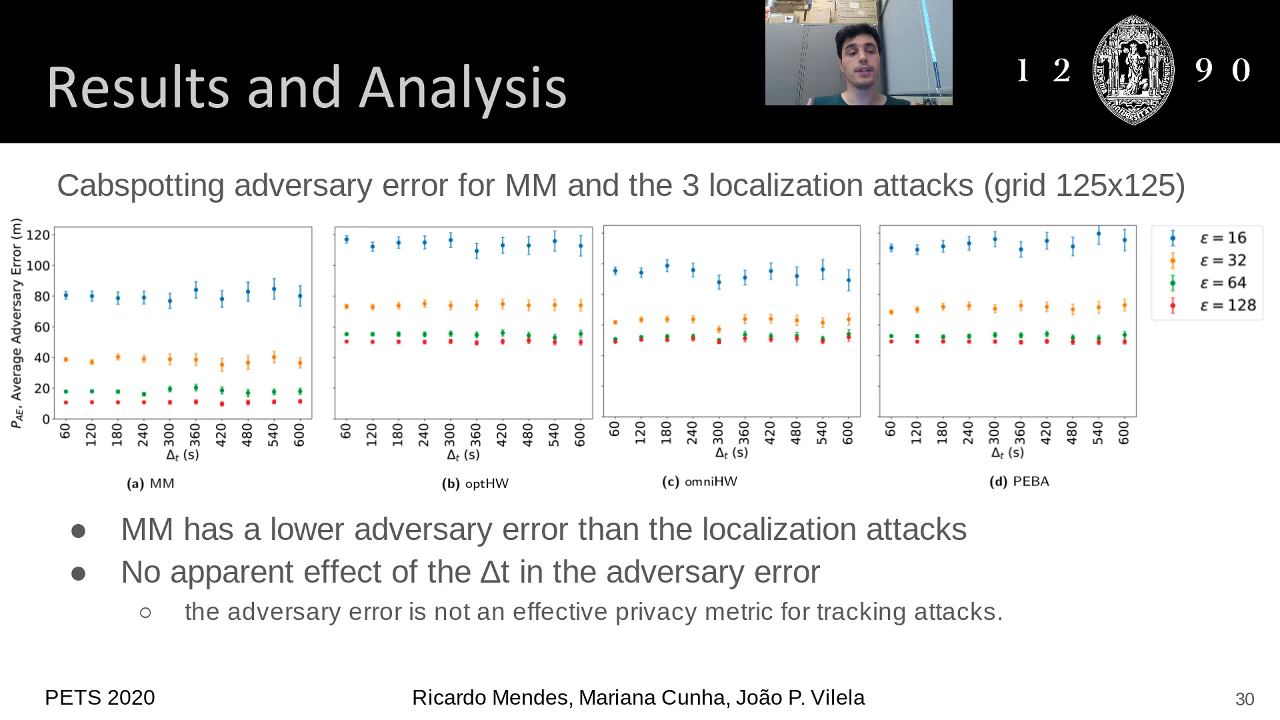 Results and Analysis
1 2 9 0
Cabspotting adversary error for MM and the 3 localization attacks (grid 125x125)
P_AE, Average Adversary Error (m)
120
100
80
60
40
20
0
60 120 180 240 300 360 420 480 540 600
Δt (s)
(a) MM
60 120 180 240 300 360 420 480 540 600
Δt (s)
(b) optHW
60 120 180 240 300 360 420 480 540 600
Δt (s)
(c) omniHW
60 120 180 240 300 360 420 480 540 600
Δt (s)
(d) PEBA
ε = 16
ε = 32
ε = 64
ε = 128
● MM has a lower adversary error than the localization attacks
● No apparent effect of the Δt in the adversary error
○ the adversary error is not an effective privacy metric for tracking attacks.
PETS 2020
Ricardo Mendes, Mariana Cunha, João P. Vilela
30